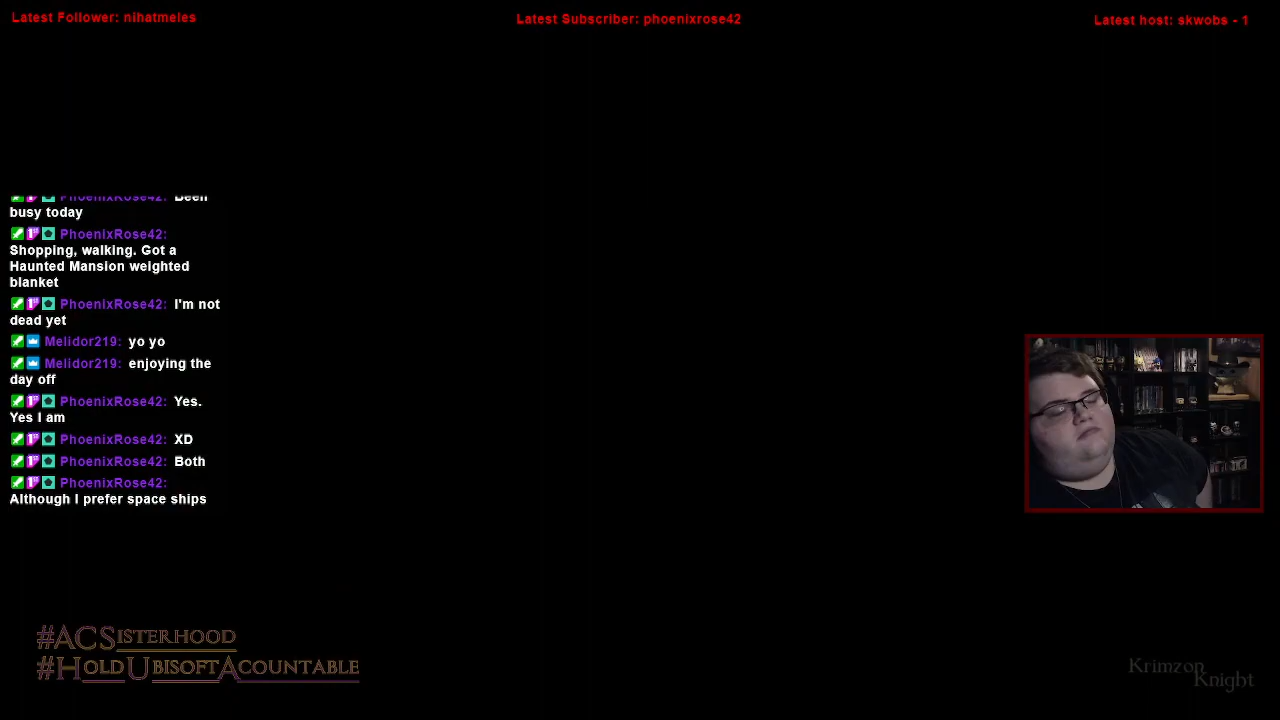 Latest Follower: nihatmeles
Latest Subscriber: phoenixrose42
Latest host: skwobs - 1
PhoenixRose42: Been
busy today
PhoenixRose42:
Shopping, walking. Got a
Haunted Mansion weighted
blanket
PhoenixRose42: I'm not
dead yet
Melidor219: yo yo
Melidor219: enjoying the
day off
PhoenixRose42: Yes.
Yes I am
PhoenixRose42: XD
PhoenixRose42: Both
PhoenixRose42:
Although I prefer space ships
#ACSisterhood
#HoldUbisoftAcountable
Krimzon
Knight